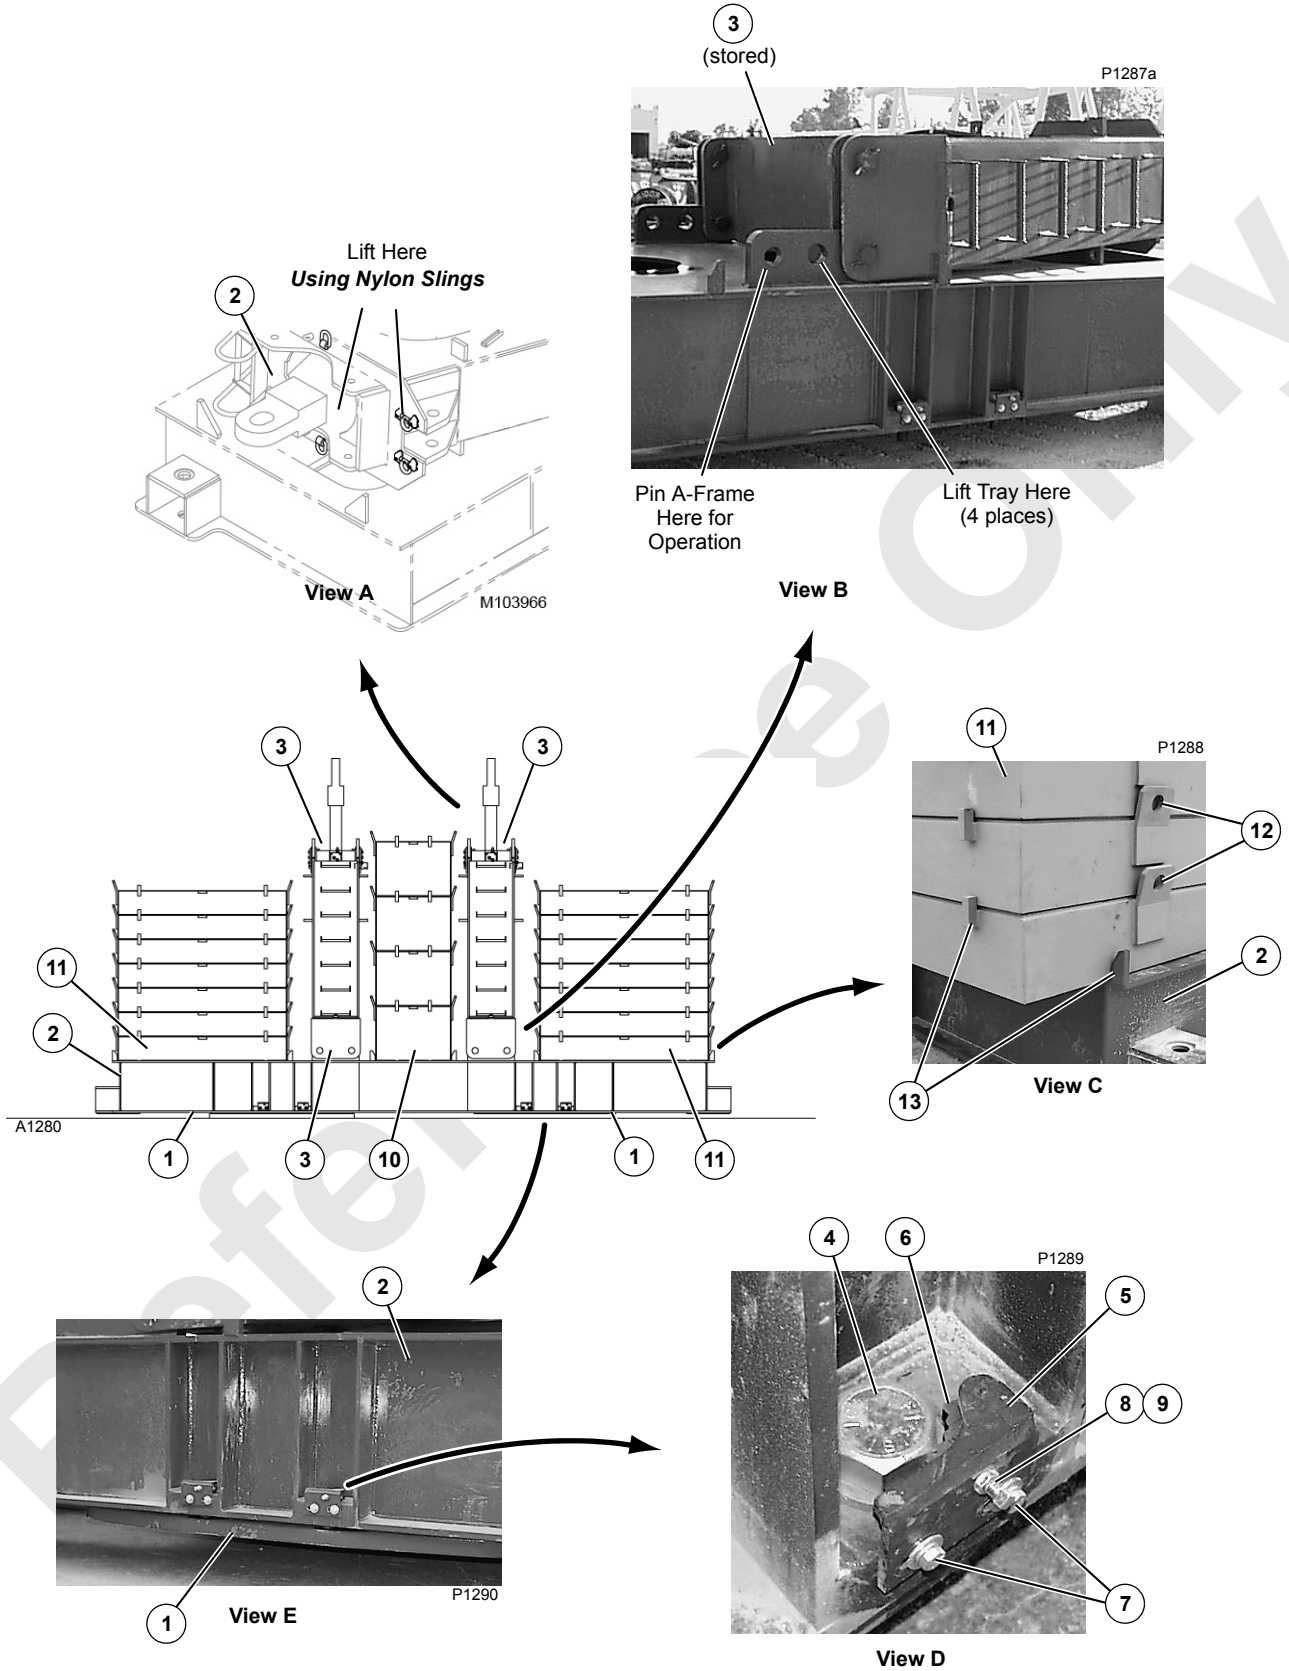 3
(stored)
P1287a
Lift Here
Using Nylon Slings
2
Pin A-Frame
Here for
Operation
Lift Tray Here
(4 places)
View A
M103966
View B
3
3
11
P1288
12
2
13
View C
11
2
A1280
1
3
10
1
11
4
6
P1289
5
8
9
7
View D
2
P1290
1
View E
Reference Only